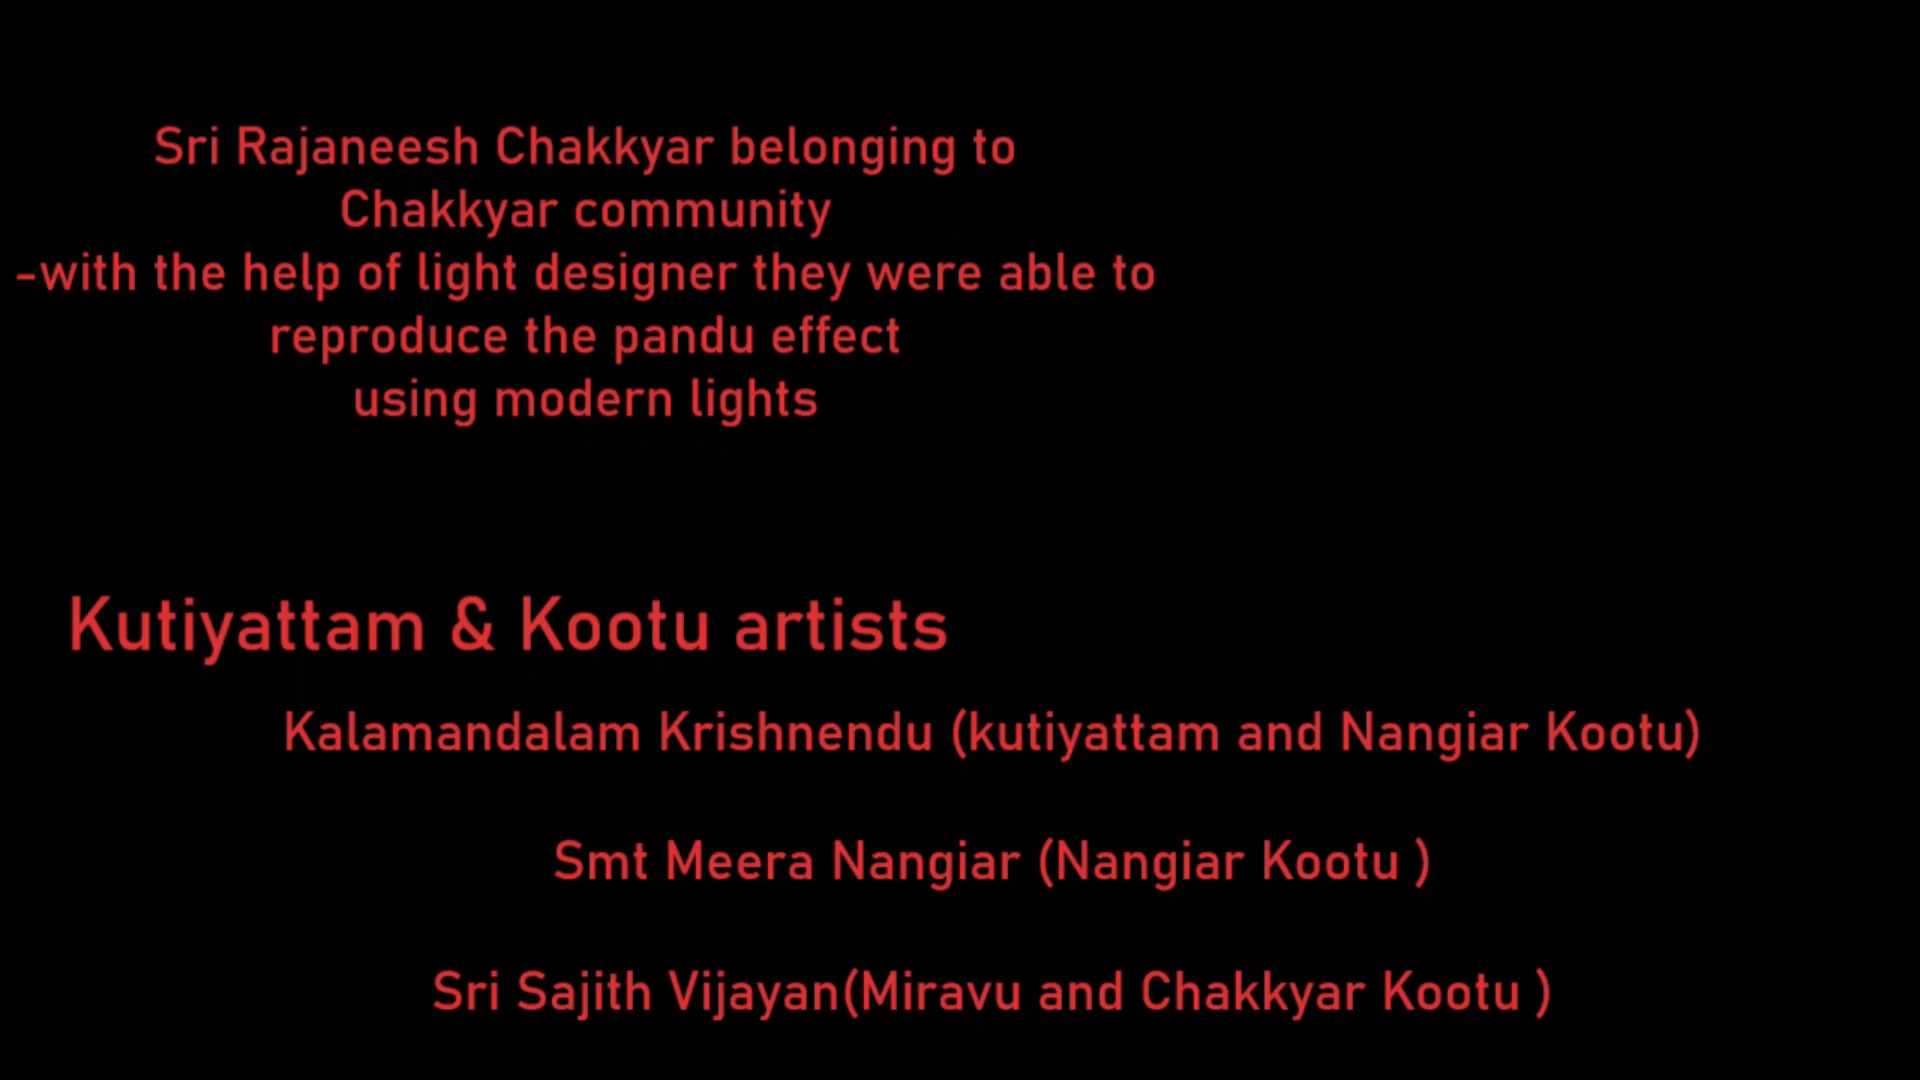 Sri Rajaneesh Chakkyar belonging to
Chakkyar community
-with the help of light designer they were able to
reproduce the pandu effect
using modern lights
Kutiyattam & Kootu artists
Kalamandalam Krishnendu (kutiyattam and Nangiar Kootu)
Smt Meera Nangiar (Nangiar Kootu )
Sri Sajith Vijayan(Miravu and Chakkyar Kootu )